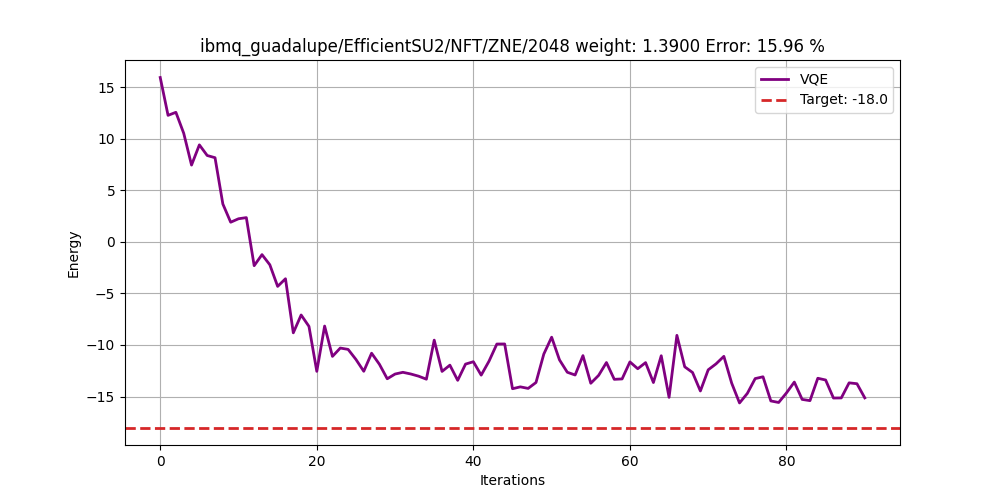 ibmq_guadalupe/EfficientSU2/NFT/ZNE/2048 weight: 1.3900 Error: 15.96 %
VQE
Target: -18.0
15
10
5
0
−5
−10
−15
Energy
0 20 40 60 80
Iterations